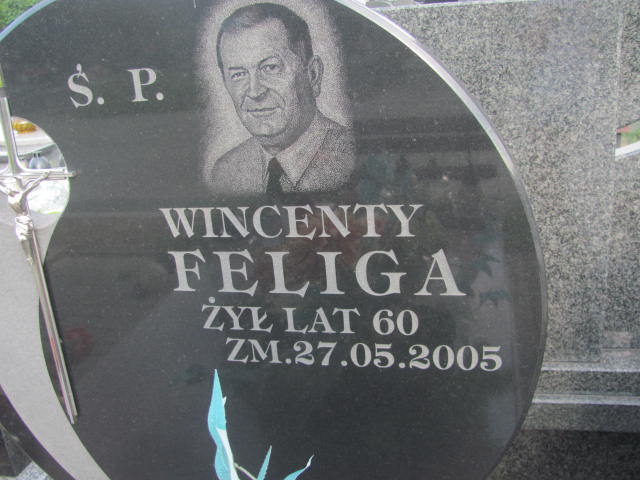 Ś. P.
WINCENTY
FELIGA
ŻYŁ LAT 60
ZM.27.05.2005